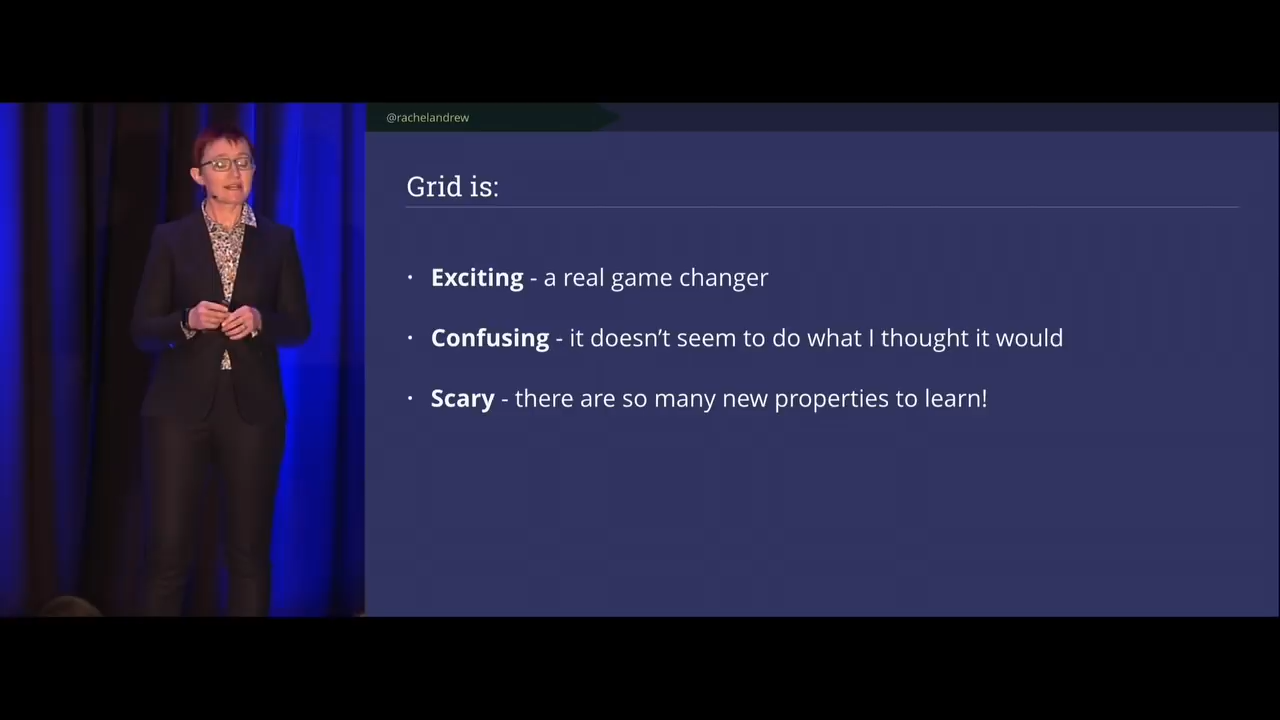 @rachelandrew
Grid is:
· Exciting - a real game changer
· Confusing - it doesn’t seem to do what I thought it would
· Scary - there are so many new properties to learn!